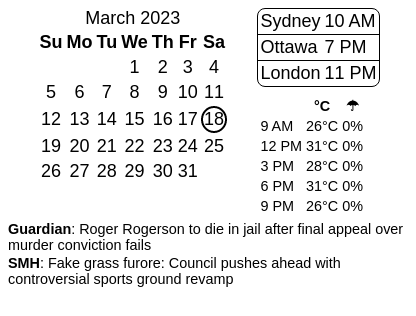 March 2023
Su Mo Tu We Th Fr Sa
1 2 3 4
5 6 7 8 9 10 11
12 13 14 15 16 17 18
19 20 21 22 23 24 25
26 27 28 29 30 31
Sydney 10 AM
Ottawa 7 PM
London 11 PM
°C ☂
9 AM 26°C 0%
12 PM 31°C 0%
3 PM 28°C 0%
6 PM 31°C 0%
9 PM 26°C 0%
Guardian: Roger Rogerson to die in jail after final appeal over
murder conviction fails
SMH: Fake grass furore: Council pushes ahead with
controversial sports ground revamp